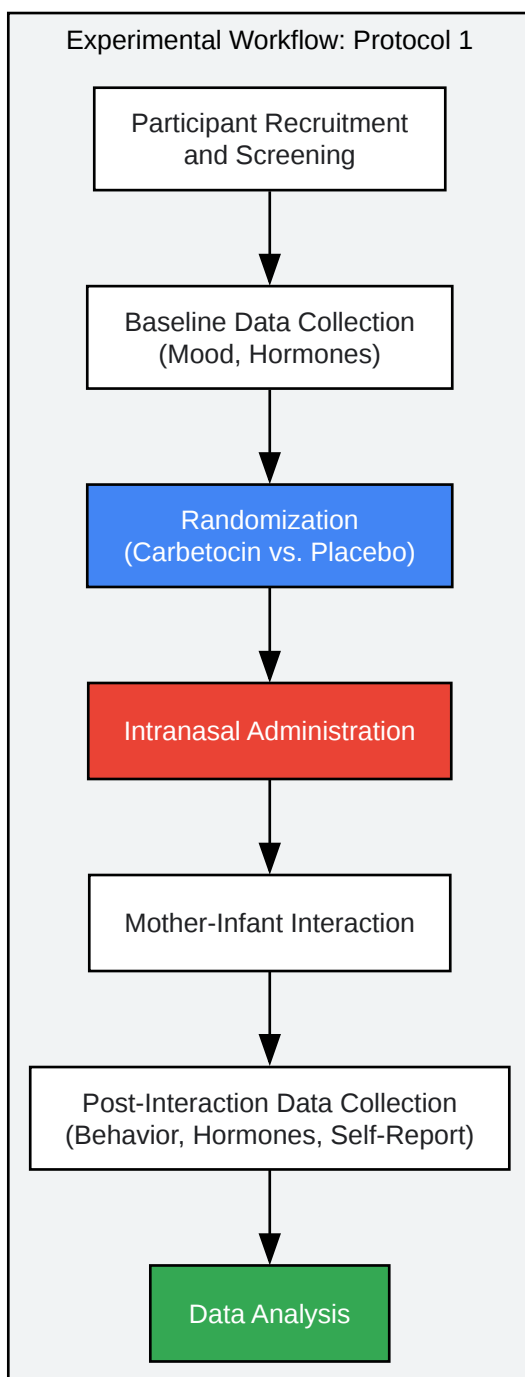 Experimental Workflow: Protocol 1
Participant Recruitment
and Screening
Baseline Data Collection
(Mood, Hormones)
Randomization
(Carbetocin vs. Placebo)
Intranasal Administration
Mother-Infant Interaction
Post-Interaction Data Collection
(Behavior, Hormones, Self-Report)
Data Analysis